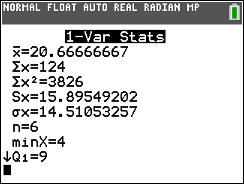 NORMAL FLOAT AUTO REAL RADIAN MP
1-Var Stats
x̄=20.66666667
Σx=124
Σx²=3826
Sx=15.89549202
σx=14.51053257
n=6
minX=4
↓Q₁=9